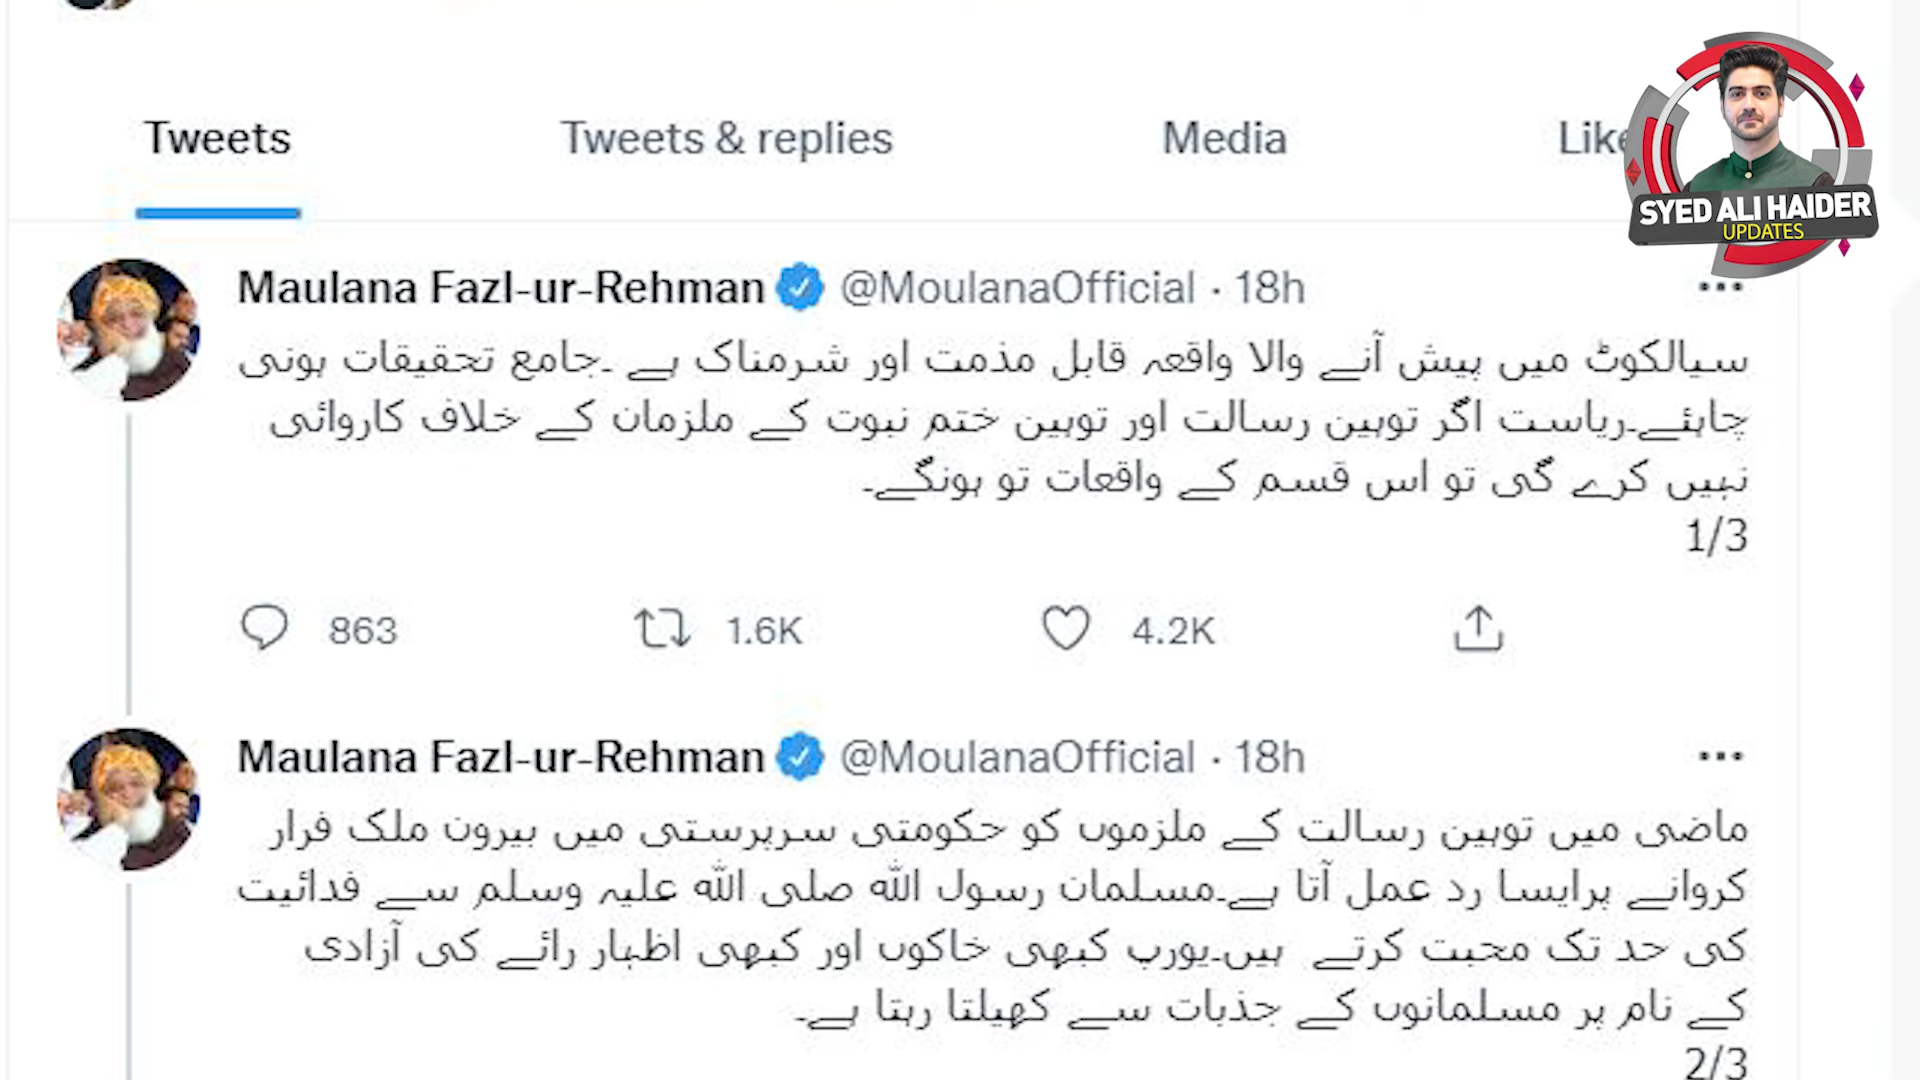 Tweets
Tweets & replies
Media
Like
SYED ALI HAIDER
UPDATES
Maulana Fazl-ur-Rehman @MoulanaOfficial · 18h
سیالکوٹ میں پیش آنے والا واقعہ قابل مذمت اور شرمناک ہے ۔جامع تحقیقات ہونی
چاہئے۔ریاست اگر توہین رسالت اور توہین ختم نبوت کے ملزمان کے خلاف کاروائی
نہیں کرے گی تو اس قسم کے واقعات تو ہونگے۔
1/3
863
1.6K
4.2K
Maulana Fazl-ur-Rehman @MoulanaOfficial · 18h
ماضی میں توہین رسالت کے ملزموں کو حکومتی سرپرستی میں بیرون ملک فرار
کروانے پرایسا رد عمل آتا ہے۔مسلمان رسول اللہ صلی اللہ علیہ وسلم سے فدائیت
کی حد تک محبت کرتے ہیں۔یورپ کبھی خاکوں اور کبھی اظہار رائے کی آزادی
کے نام پر مسلمانوں کے جذبات سے کھیلتا رہتا ہے۔
2/3